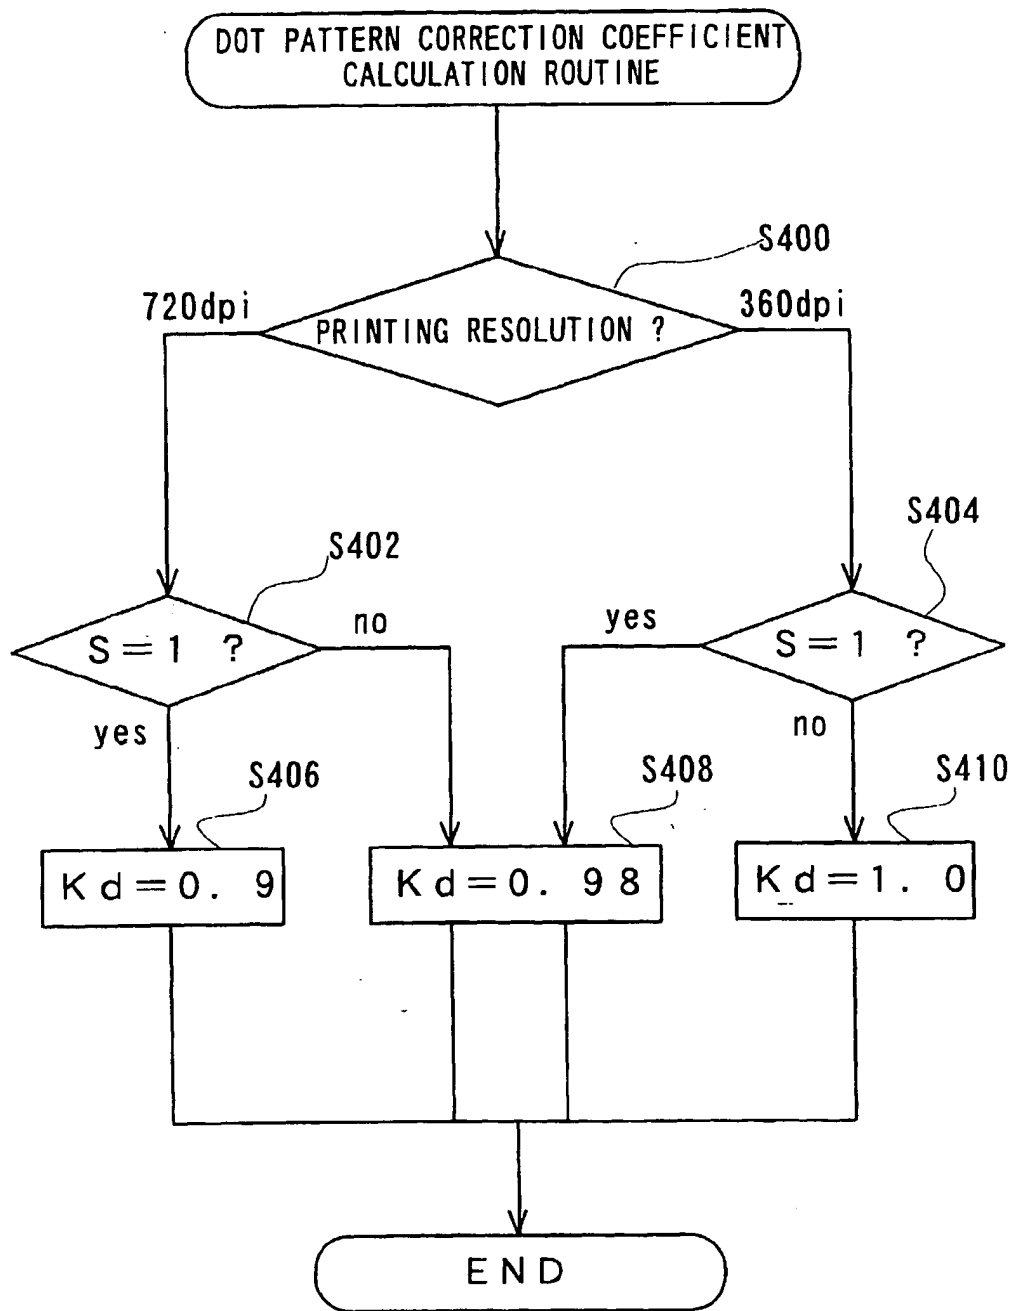 DOT PATTERN CORRECTION COEFFICIENT
CALCULATION ROUTINE
S400
720dpi
PRINTING RESOLUTION ?
360dpi
S402
S404
S=1 ?
no
yes
S=1 ?
yes
no
S406
S408
S410
Kd=0. 9
Kd=0. 98
Kd=1. 0
END